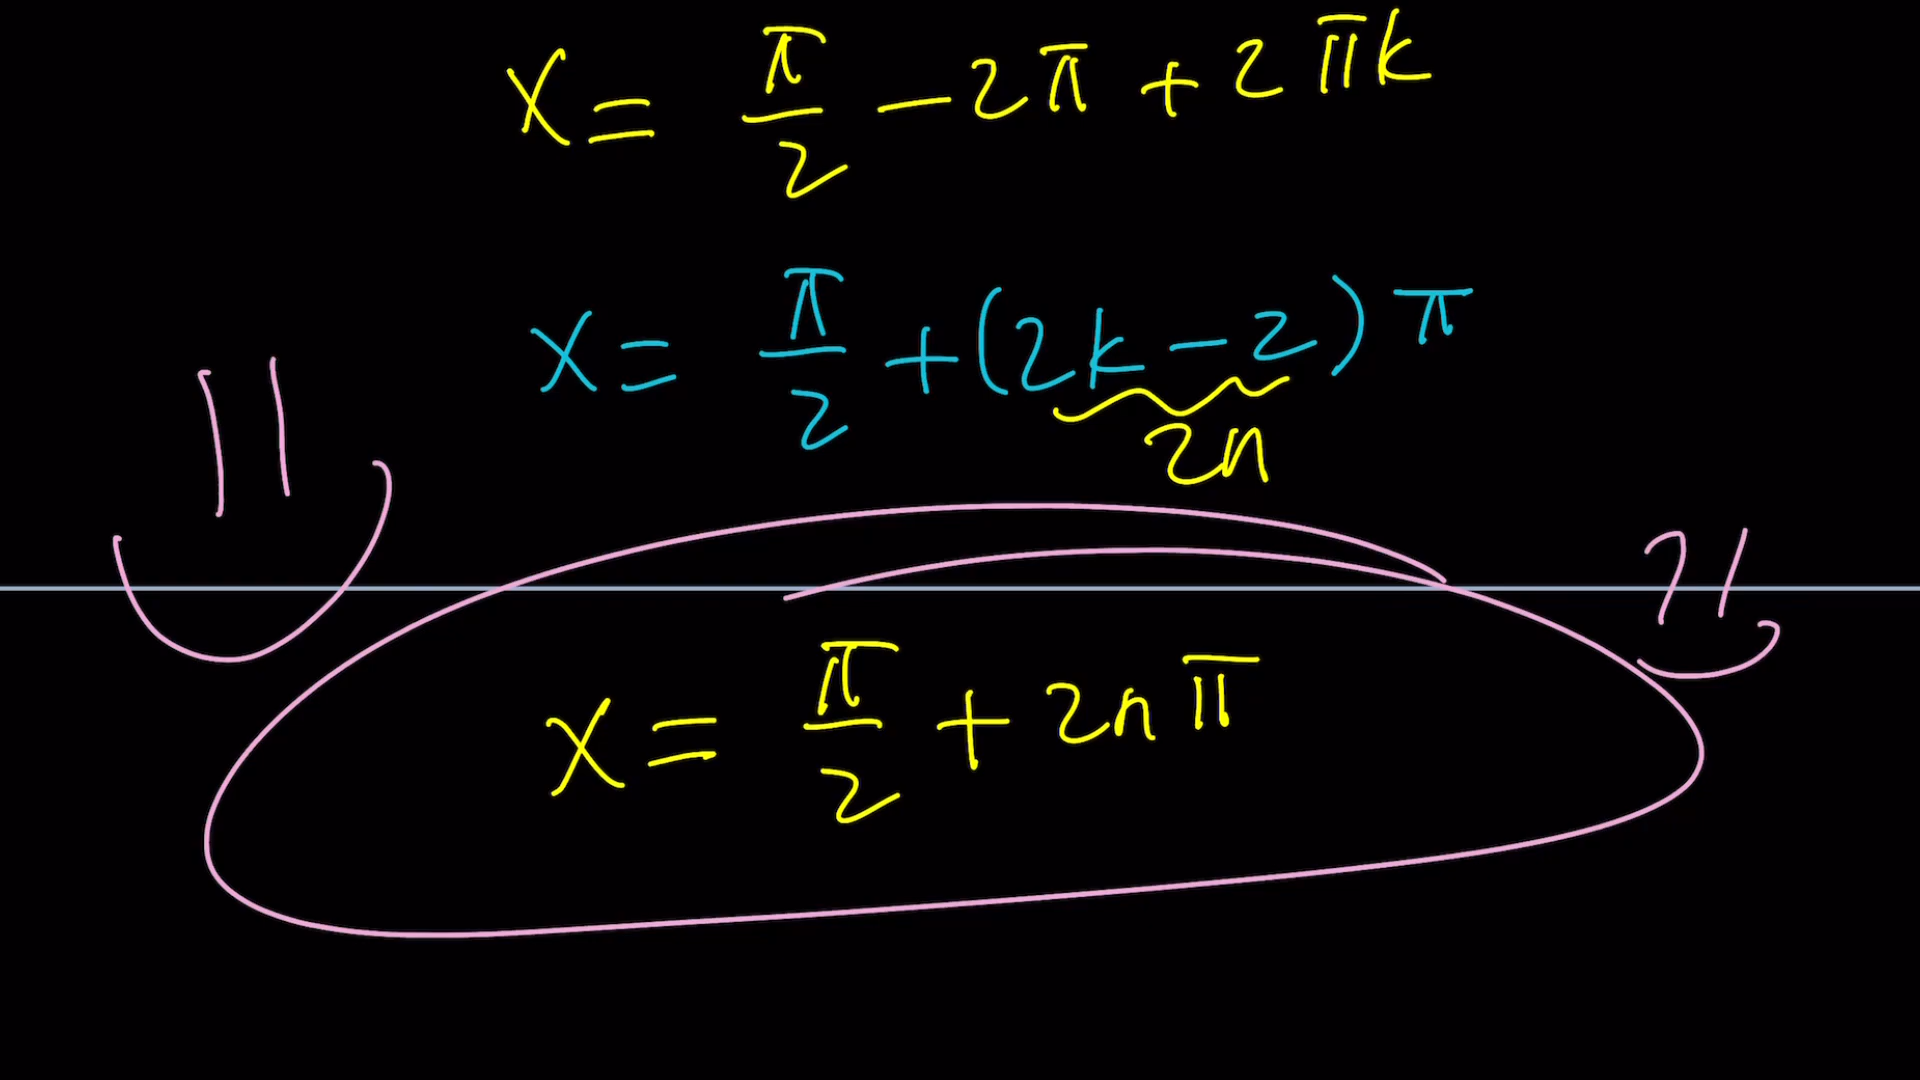 x = π/2 - 2π + 2πk
x = π/2 + (2k - 2)π
2n
x = π/2 + 2nπ